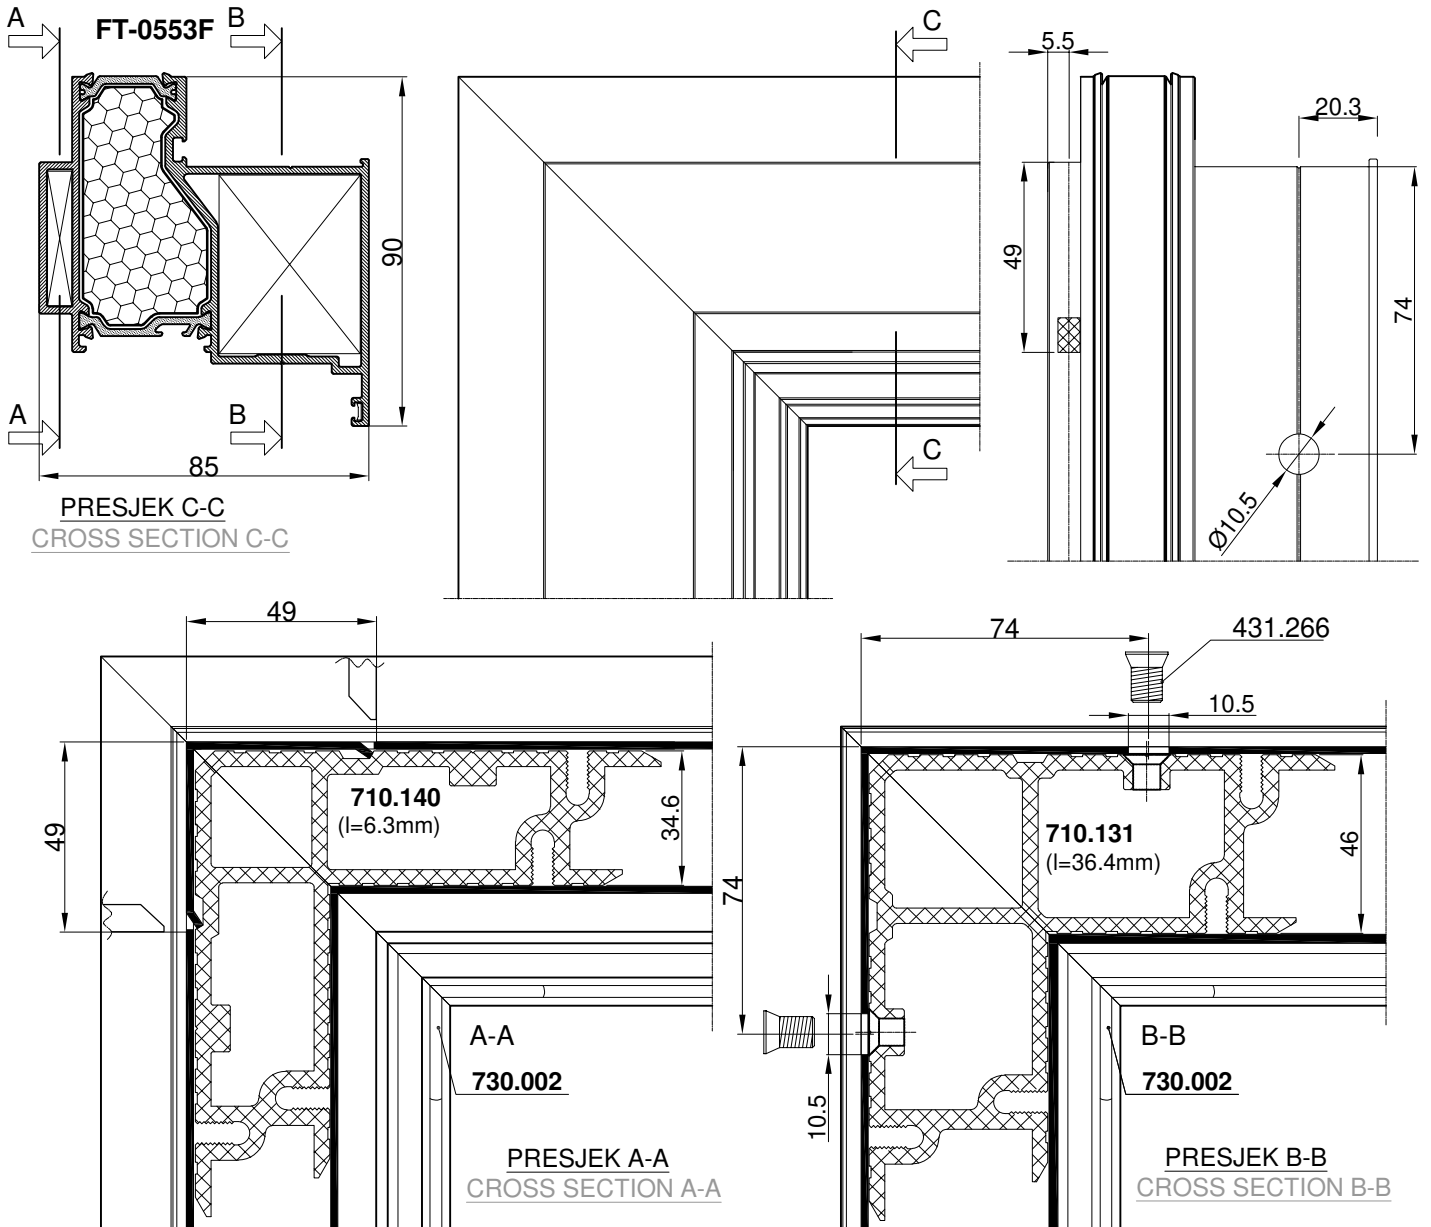 A
FT-0553F
B
C
5.5
20.3
49
74
90
A
B
C
85
Ø10.5
PRESJEK C-C
CROSS SECTION C-C
49
49
710.140
(l=6.3mm)
34.6
A-A
730.002
PRESJEK A-A
CROSS SECTION A-A
74
431.266
10.5
74
710.131
(l=36.4mm)
46
10.5
B-B
730.002
PRESJEK B-B
CROSS SECTION B-B